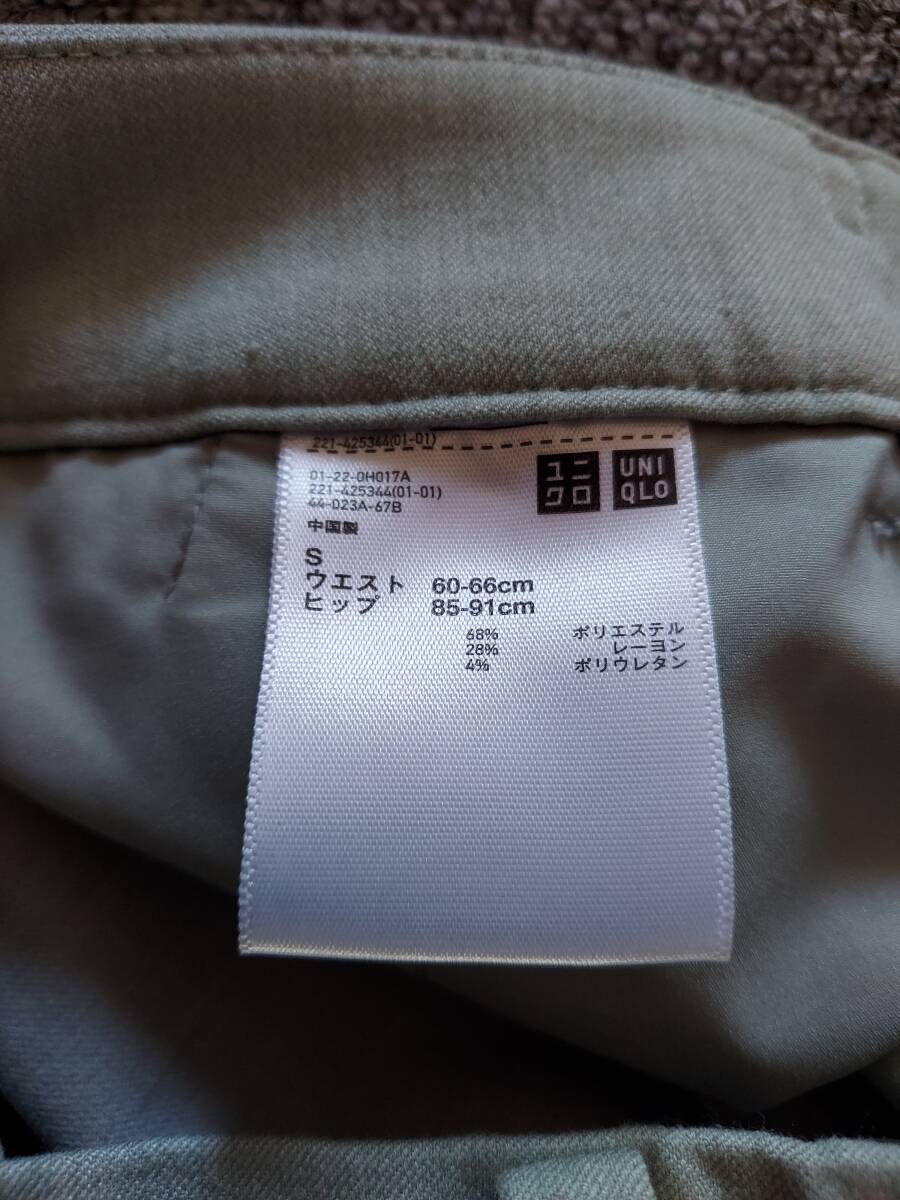 221-425344(01-01)
01-22-0H017A
221-425344(01-01)
44-023A-67B
ユニ
クロ
UNI
QLO
中国製
S
ウエスト 60-66cm
ヒップ 85-91cm
68% ポリエステル
28% レーヨン
4% ポリウレタン